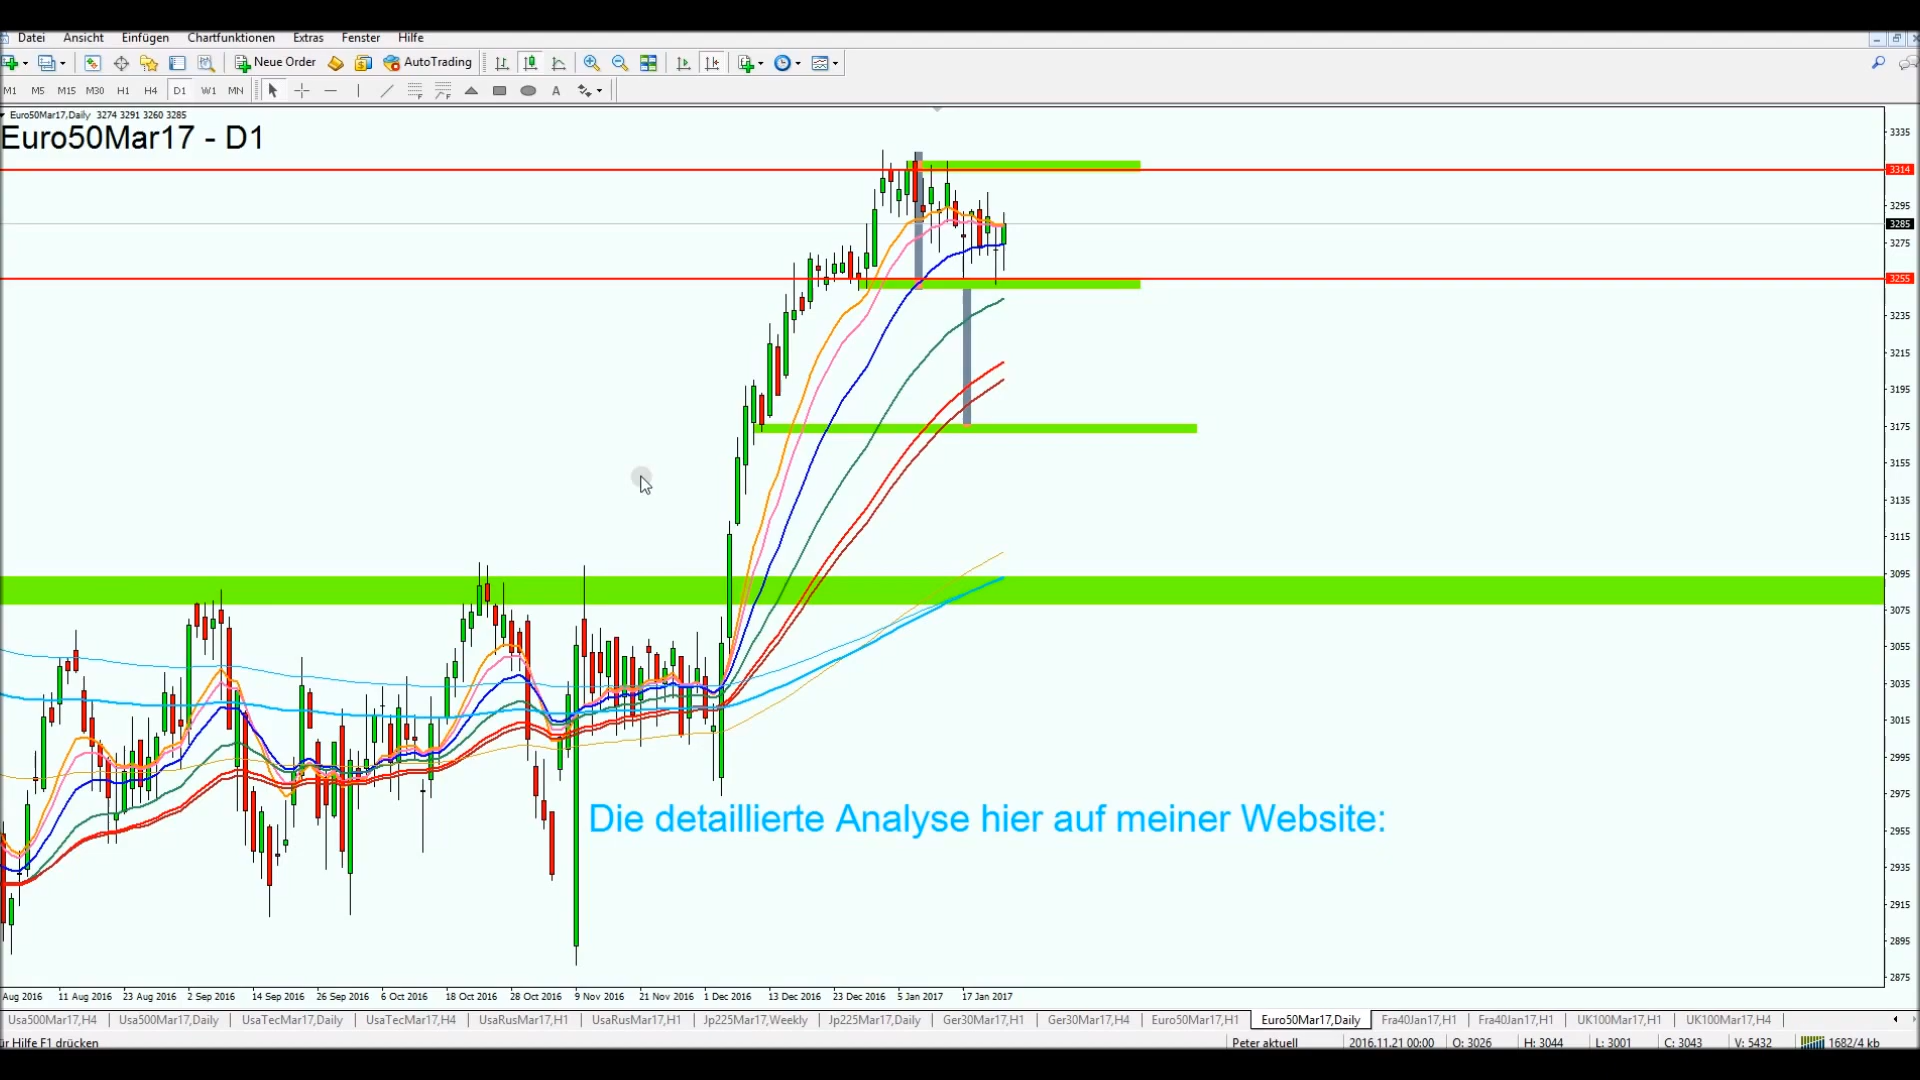 Datei Ansicht Einfügen Chartfunktionen Extras Fenster Hilfe
Neue Order AutoTrading
M1 M5 M15 M30 H1 H4 D1 W1 MN A
Euro50Mar17,Daily 3274 3291 3260 3285
Euro50Mar17 - D1
3335
3314
3295
3285
3275
3255
3235
3215
3195
3175
3155
3135
3115
3095
3075
3055
3035
3015
2995
2975
2955
2935
2915
2895
2875
Die detaillierte Analyse hier auf meiner Website:
Aug 2016 11 Aug 2016 23 Aug 2016 2 Sep 2016 14 Sep 2016 26 Sep 2016 6 Oct 2016 18 Oct 2016 28 Oct 2016 9 Nov 2016 21 Nov 2016 1 Dec 2016 13 Dec 2016 23 Dec 2016 5 Jan 2017 17 Jan 2017
Usa500Mar17,H4 Usa500Mar17,Daily UsaTecMar17,Daily UsaTecMar17,H4 UsaRusMar17,H1 UsaRusMar17,H1 Jp225Mar17,Weekly Jp225Mar17,Daily Ger30Mar17,H1 Ger30Mar17,H4 Euro50Mar17,H1 Euro50Mar17,Daily Fra40Jan17,H1 Fra40Jan17,H1 UK100Mar17,H1 UK100Mar17,H4
ür Hilfe F1 drücken Peter aktuell 2016.11.21 00:00 O: 3026 H: 3044 L: 3001 C: 3043 V: 5432 1682/4 kb